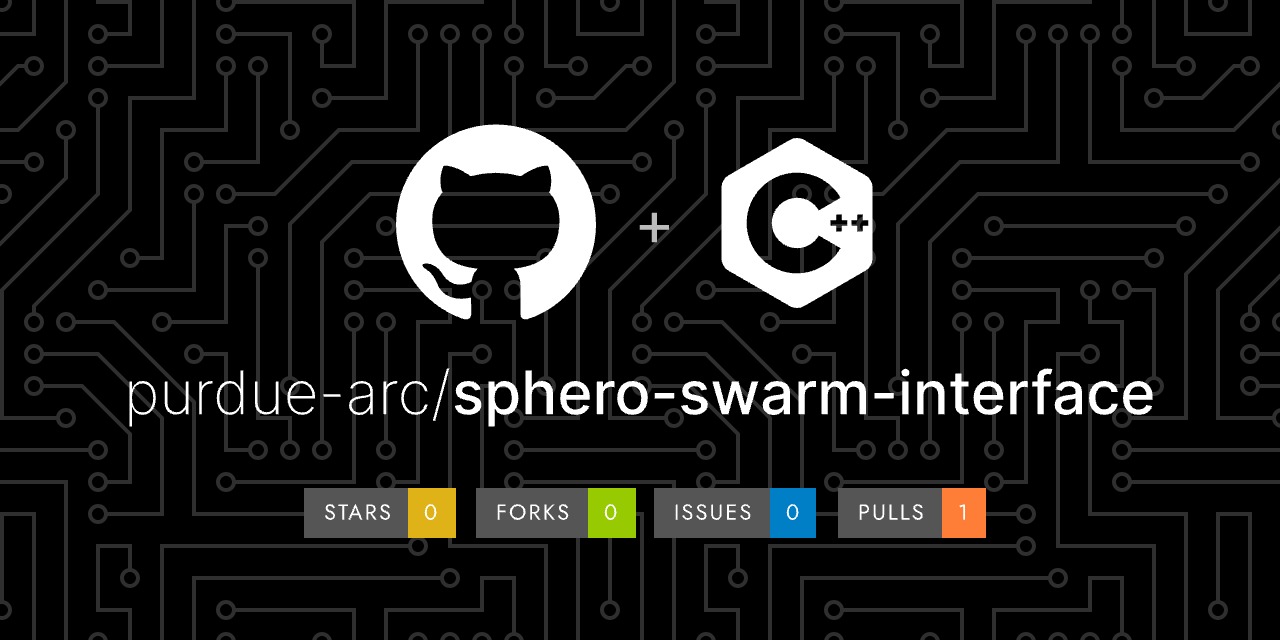 + C++
purdue-arc/sphero-swarm-interface
STARS 0 FORKS 0 ISSUES 0 PULLS 1